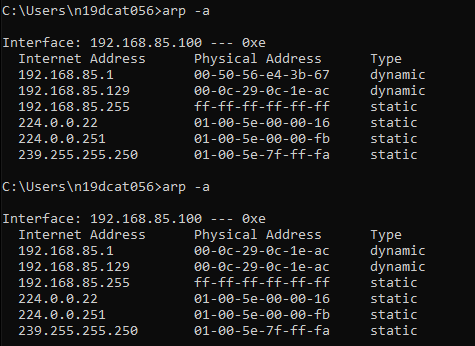 C:\Users\n19dcat056>arp -a
Interface: 192.168.85.100 --- 0xe
Internet Address Physical Address Type
192.168.85.1 00-50-56-e4-3b-67 dynamic
192.168.85.129 00-0c-29-0c-1e-ac dynamic
192.168.85.255 ff-ff-ff-ff-ff-ff static
224.0.0.22 01-00-5e-00-00-16 static
224.0.0.251 01-00-5e-00-00-fb static
239.255.255.250 01-00-5e-7f-ff-fa static
C:\Users\n19dcat056>arp -a
Interface: 192.168.85.100 --- 0xe
Internet Address Physical Address Type
192.168.85.1 00-0c-29-0c-1e-ac dynamic
192.168.85.129 00-0c-29-0c-1e-ac dynamic
192.168.85.255 ff-ff-ff-ff-ff-ff static
224.0.0.22 01-00-5e-00-00-16 static
224.0.0.251 01-00-5e-00-00-fb static
239.255.255.250 01-00-5e-7f-ff-fa static